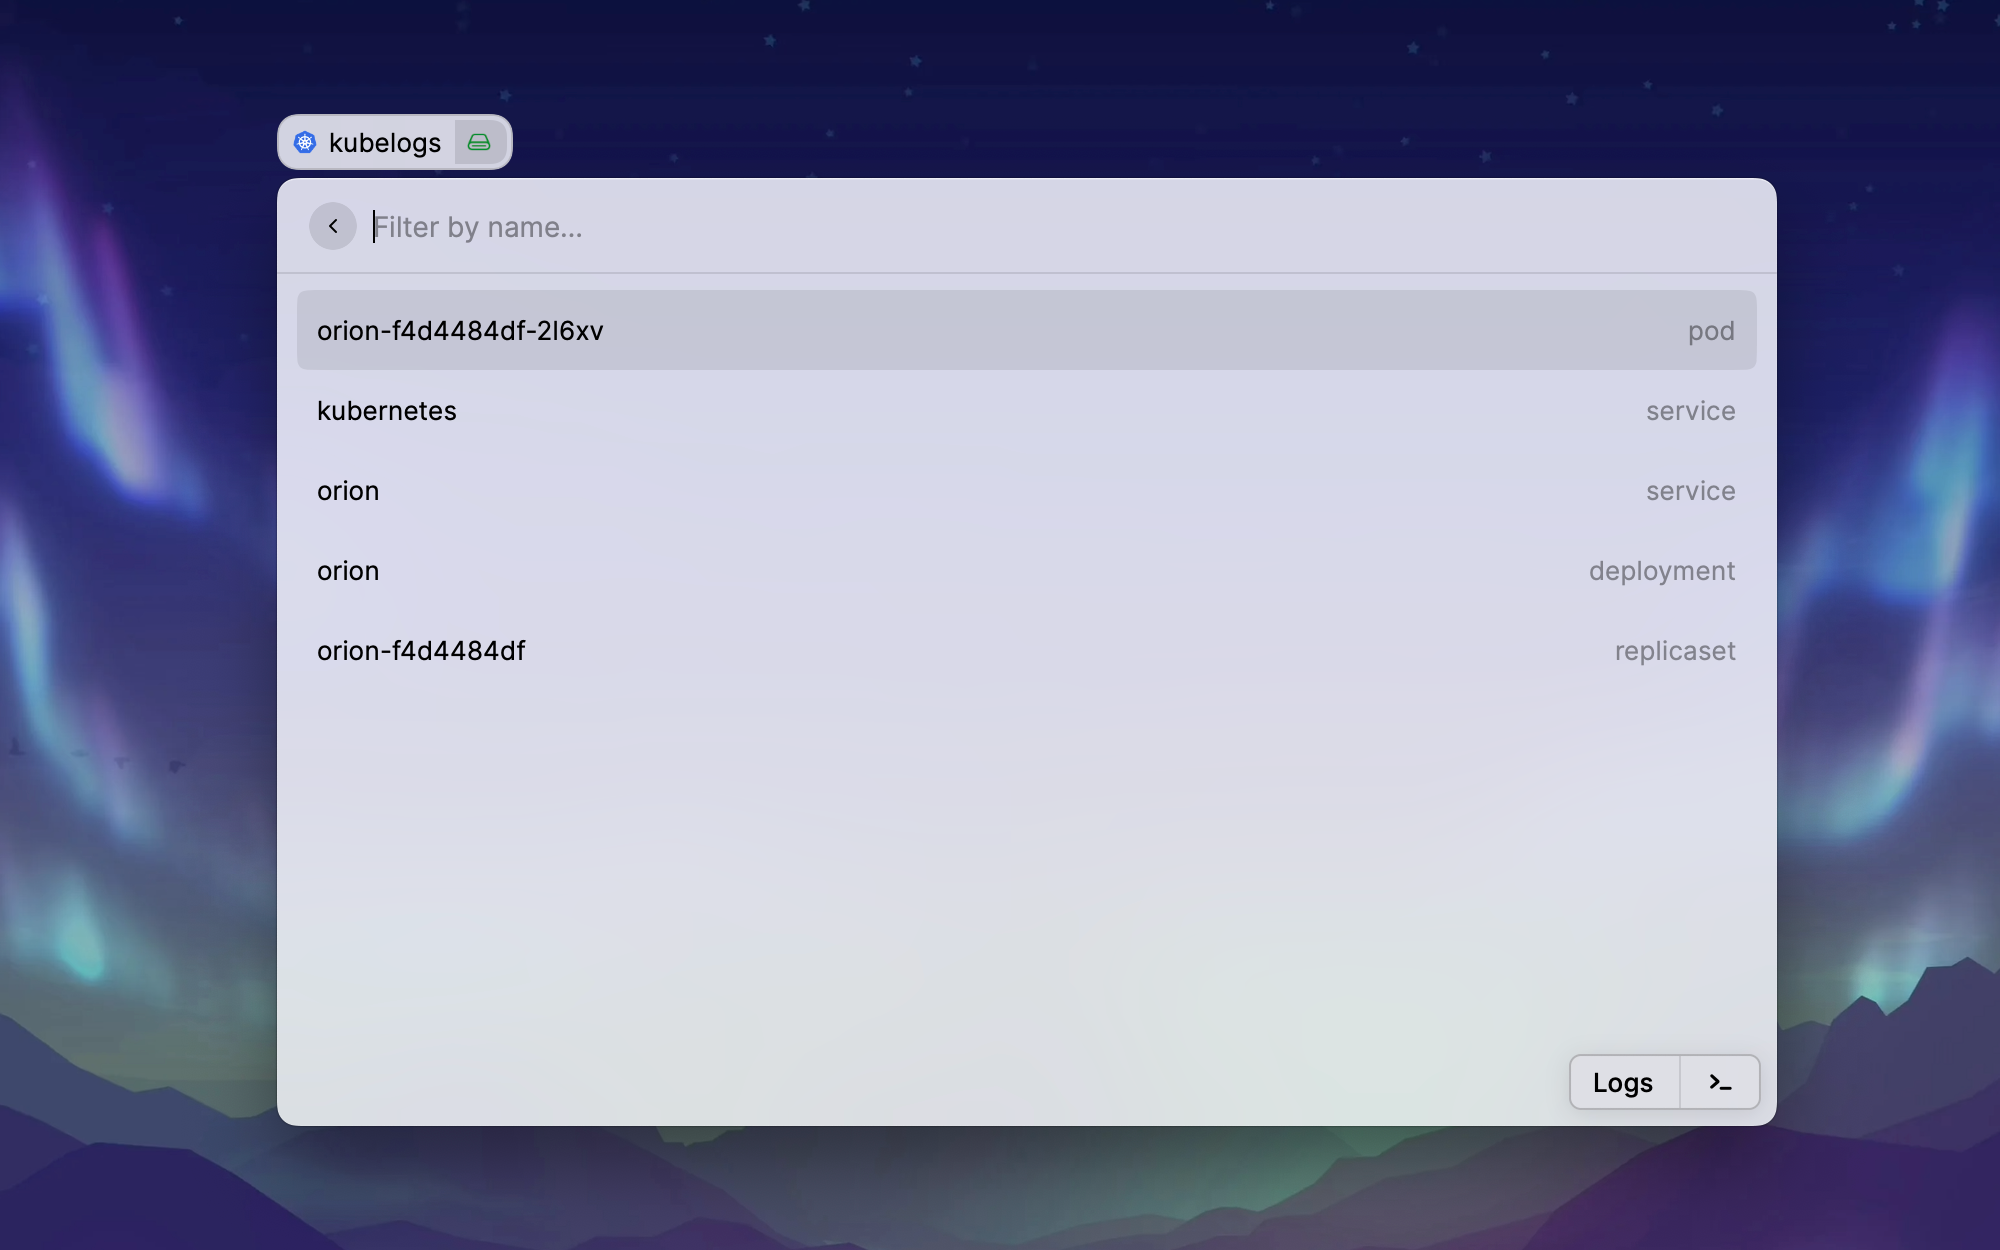 kubelogs
Filter by name...
orion-f4d4484df-2l6xv pod
kubernetes service
orion service
orion deployment
orion-f4d4484df replicaset
Logs >_